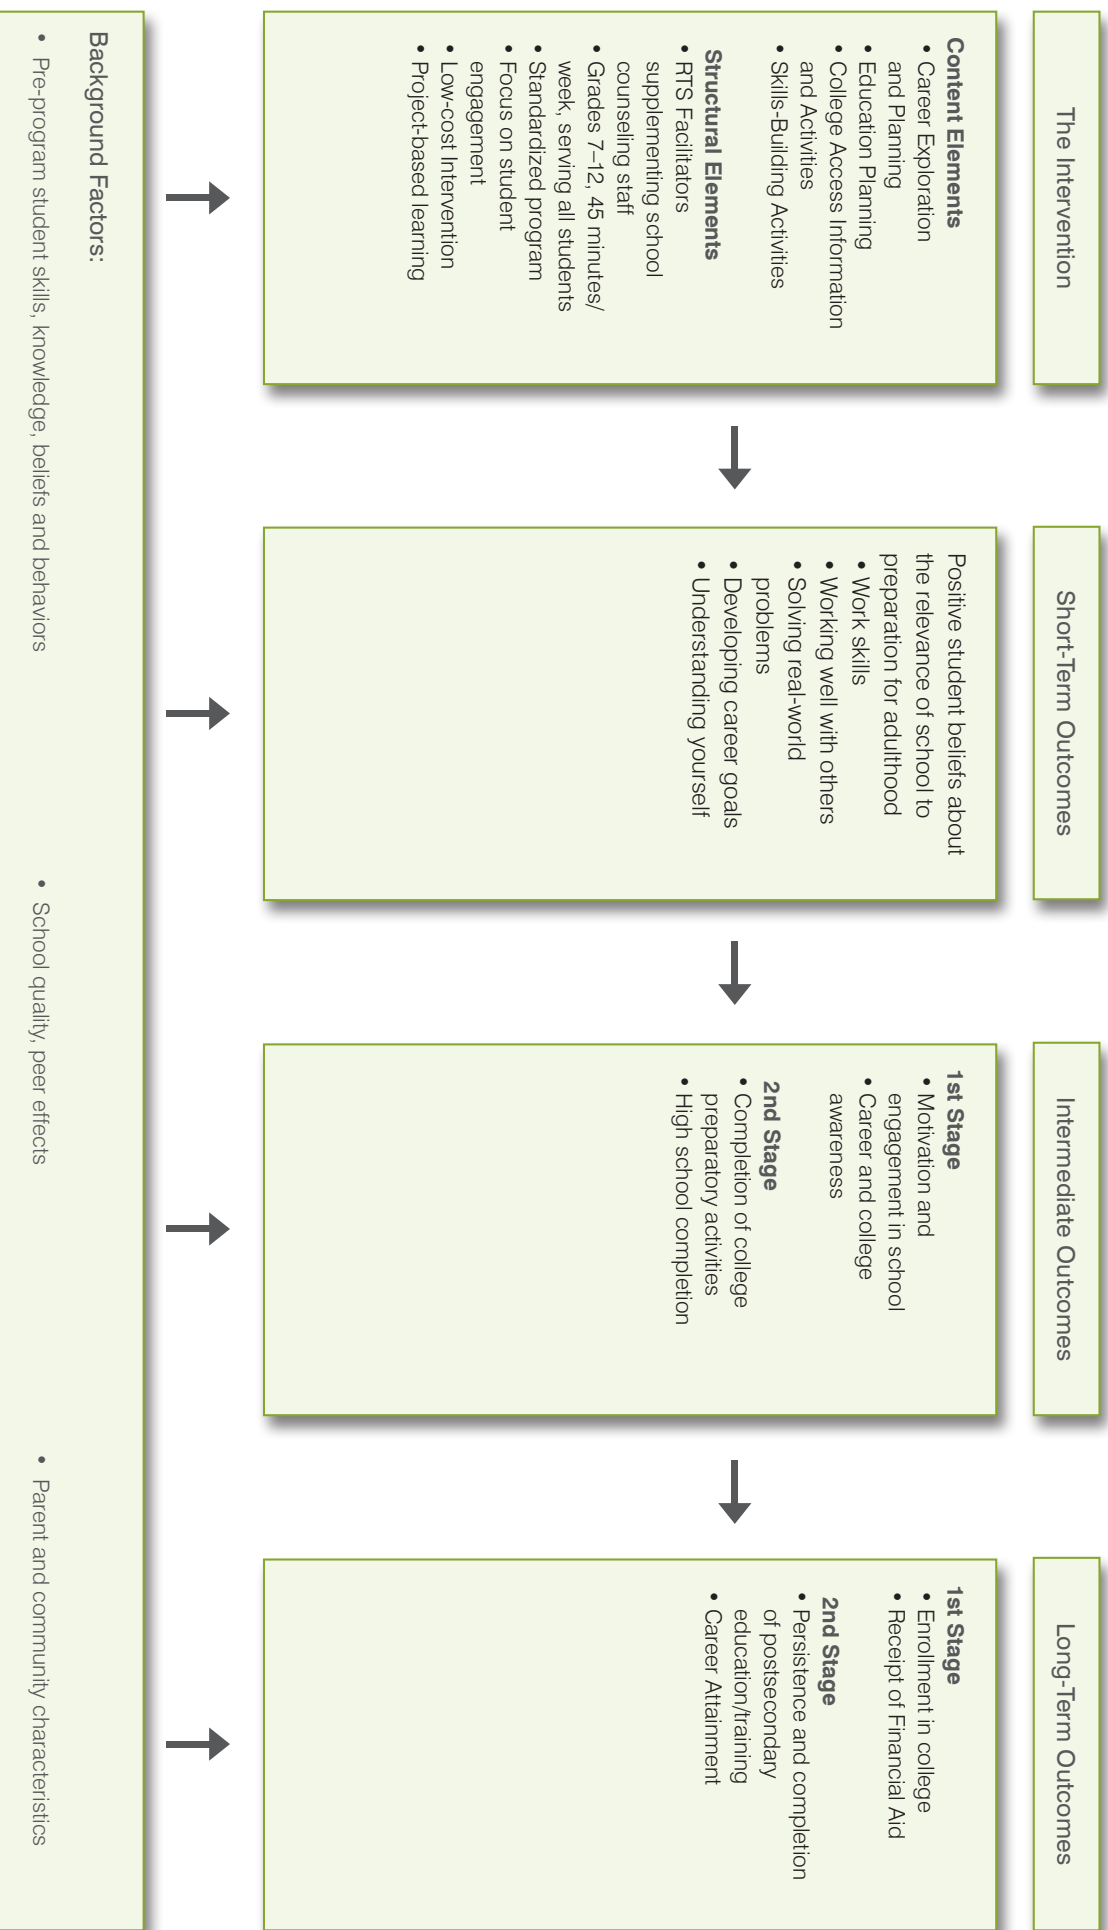 The Intervention
Content Elements
• Career Exploration
and Planning
• Education Planning
• College Access Information
and Activities
• Skills-Building Activities
Structural Elements
• RTS Facilitators
supplementing school
counseling staff
• Grades 7–12, 45 minutes/
week, serving all students
• Standardized program
• Focus on student
engagement
• Low-cost Intervention
• Project-based learning
Short-Term Outcomes
Positive student beliefs about
the relevance of school to
preparation for adulthood
• Work skills
• Working well with others
• Solving real-world
problems
• Developing career goals
• Understanding yourself
Intermediate Outcomes
1st Stage
• Motivation and
engagement in school
• Career and college
awareness
2nd Stage
• Completion of college
preparatory activities
• High school completion
Long-Term Outcomes
1st Stage
• Enrollment in college
• Receipt of Financial Aid
2nd Stage
• Persistence and completion
of postsecondary
education/training
• Career Attainment
Background Factors:
• Pre-program student skills, knowledge, beliefs and behaviors
• School quality, peer effects
• Parent and community characteristics